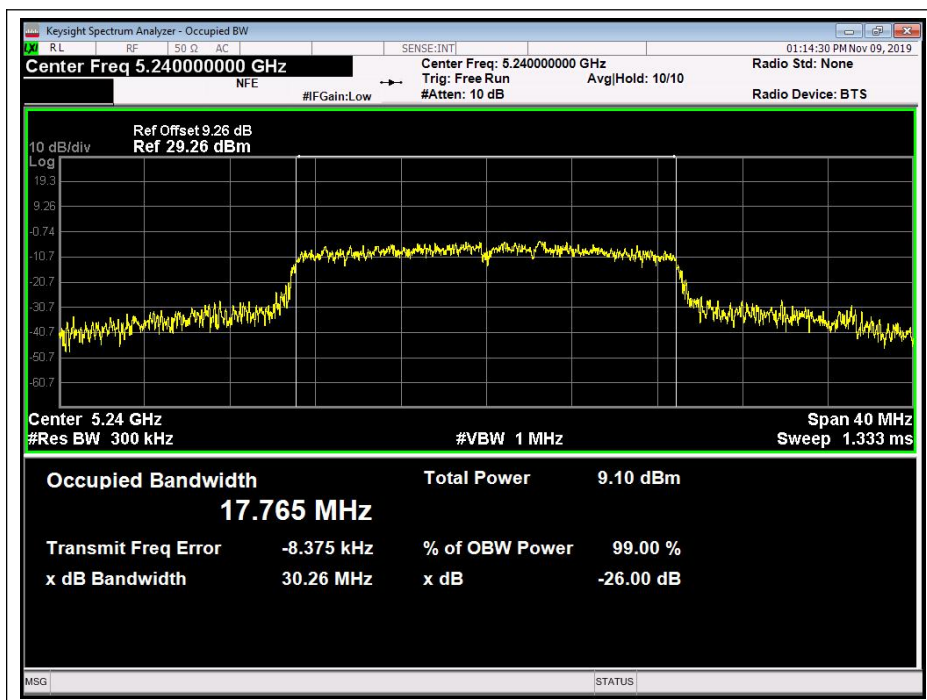 Keysight Spectrum Analyzer - Occupied BW
LXI RL RF 50 Ω AC SENSE:INT 01:14:30 PM Nov 09, 2019
Center Freq 5.240000000 GHz Center Freq: 5.240000000 GHz Radio Std: None
NFE Trig: Free Run Avg|Hold: 10/10
#IFGain:Low #Atten: 10 dB Radio Device: BTS
Ref Offset 9.26 dB
10 dB/div Ref 29.26 dBm
Log
19.3
9.26
-0.74
-10.7
-20.7
-30.7
-40.7
-50.7
-60.7
Center 5.24 GHz Span 40 MHz
#Res BW 300 kHz #VBW 1 MHz Sweep 1.333 ms
Occupied Bandwidth Total Power 9.10 dBm
17.765 MHz
Transmit Freq Error -8.375 kHz % of OBW Power 99.00 %
x dB Bandwidth 30.26 MHz x dB -26.00 dB
MSG STATUS